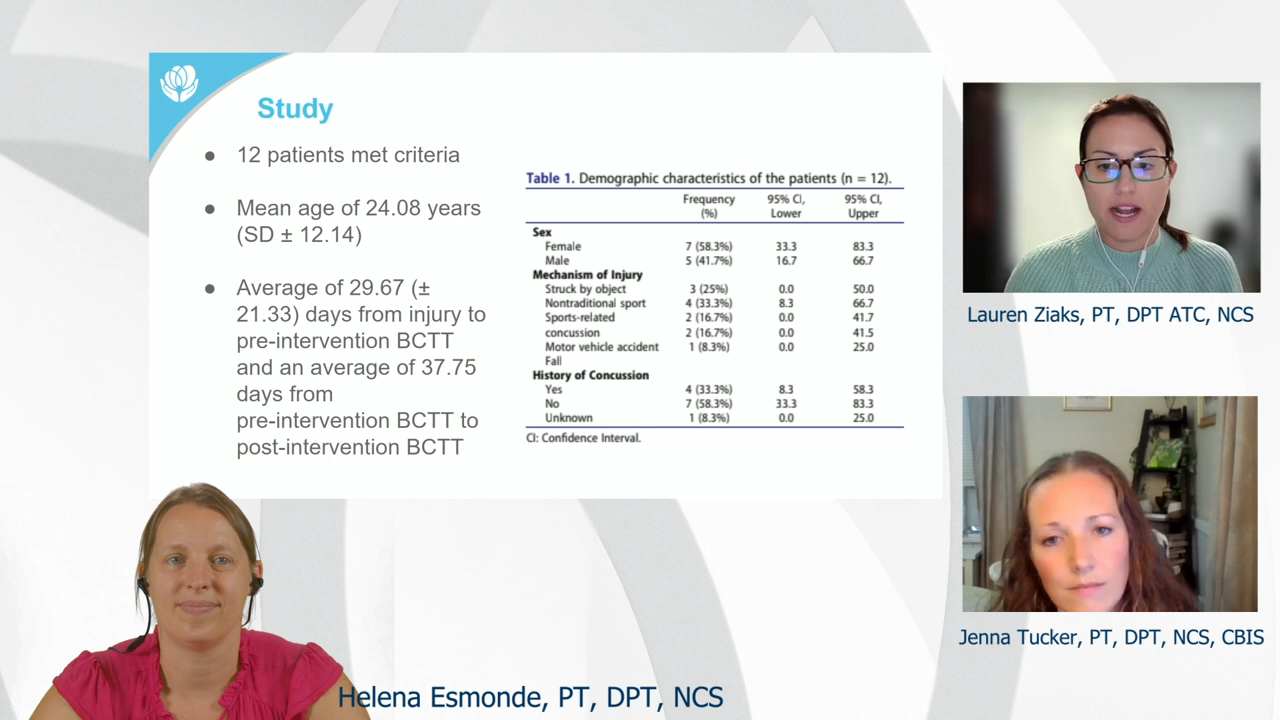 Study
● 12 patients met criteria
● Mean age of 24.08 years
(SD ± 12.14)
● Average of 29.67 (±
21.33) days from injury to
pre-intervention BCTT
and an average of 37.75
days from
pre-intervention BCTT to
post-intervention BCTT
Table 1. Demographic characteristics of the patients (n = 12).
Frequency (%) 95% CI, Lower 95% CI, Upper
Sex
Female 7 (58.3%) 33.3 83.3
Male 5 (41.7%) 16.7 66.7
Mechanism of Injury
Struck by object 3 (25%) 0.0 50.0
Nontraditional sport 4 (33.3%) 8.3 66.7
Sports-related 2 (16.7%) 0.0 41.7
concussion 2 (16.7%) 0.0 41.5
Motor vehicle accident 1 (8.3%) 0.0 25.0
Fall
History of Concussion
Yes 4 (33.3%) 8.3 58.3
No 7 (58.3%) 33.3 83.3
Unknown 1 (8.3%) 0.0 25.0
CI: Confidence Interval.
Lauren Ziaks, PT, DPT ATC, NCS
Jenna Tucker, PT, DPT, NCS, CBIS
Helena Esmonde, PT, DPT, NCS